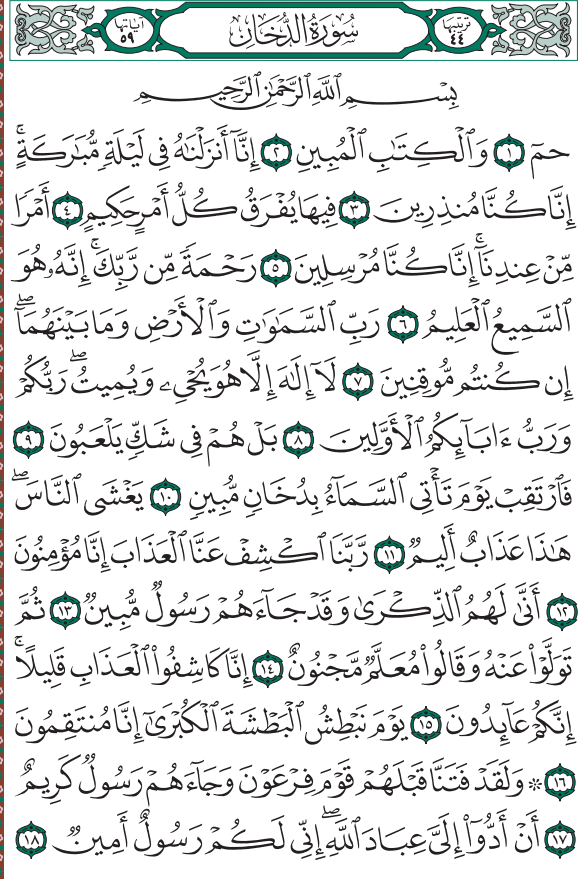 ترتيبها ٤٤ سُورَةُ الدُّخَانِ آياتها ٥٩
بِسْمِ ٱللَّهِ ٱلرَّحْمَٰنِ ٱلرَّحِيمِ
حمٓ ١ وَٱلْكِتَٰبِ ٱلْمُبِينِ ٢ إِنَّآ أَنزَلْنَٰهُ فِى لَيْلَةٍ مُّبَٰرَكَةٍ ۚ
إِنَّا كُنَّا مُنذِرِينَ ٣ فِيهَا يُفْرَقُ كُلُّ أَمْرٍ حَكِيمٍ ٤ أَمْرًا
مِّنْ عِندِنَآ ۚ إِنَّا كُنَّا مُرْسِلِينَ ٥ رَحْمَةً مِّن رَّبِّكَ ۚ إِنَّهُۥ هُوَ
ٱلسَّمِيعُ ٱلْعَلِيمُ ٦ رَبِّ ٱلسَّمَٰوَٰتِ وَٱلْأَرْضِ وَمَا بَيْنَهُمَآ ۖ
إِن كُنتُم مُّوقِنِينَ ٧ لَآ إِلَٰهَ إِلَّا هُوَ يُحْىِۦ وَيُمِيتُ ۖ رَبُّكُمْ
وَرَبُّ ءَابَآئِكُمُ ٱلْأَوَّلِينَ ٨ بَلْ هُمْ فِى شَكٍّ يَلْعَبُونَ ٩
فَٱرْتَقِبْ يَوْمَ تَأْتِى ٱلسَّمَآءُ بِدُخَانٍ مُّبِينٍ ١٠ يَغْشَى ٱلنَّاسَ ۖ
هَٰذَا عَذَابٌ أَلِيمٌ ١١ رَّبَّنَا ٱكْشِفْ عَنَّا ٱلْعَذَابَ إِنَّا مُؤْمِنُونَ
١٢ أَنَّىٰ لَهُمُ ٱلذِّكْرَىٰ وَقَدْ جَآءَهُمْ رَسُولٌ مُّبِينٌ ١٣ ثُمَّ
تَوَلَّوْا۟ عَنْهُ وَقَالُوا۟ مُعَلَّمٌ مَّجْنُونٌ ١٤ إِنَّا كَاشِفُوا۟ ٱلْعَذَابِ قَلِيلًا ۚ
إِنَّكُمْ عَآئِدُونَ ١٥ يَوْمَ نَبْطِشُ ٱلْبَطْشَةَ ٱلْكُبْرَىٰٓ إِنَّا مُنتَقِمُونَ
١٦ ۞ وَلَقَدْ فَتَنَّا قَبْلَهُمْ قَوْمَ فِرْعَوْنَ وَجَآءَهُمْ رَسُولٌ كَرِيمٌ
١٧ أَنْ أَدُّوٓا۟ إِلَىَّ عِبَادَ ٱللَّهِ ۖ إِنِّى لَكُمْ رَسُولٌ أَمِينٌ ١٨